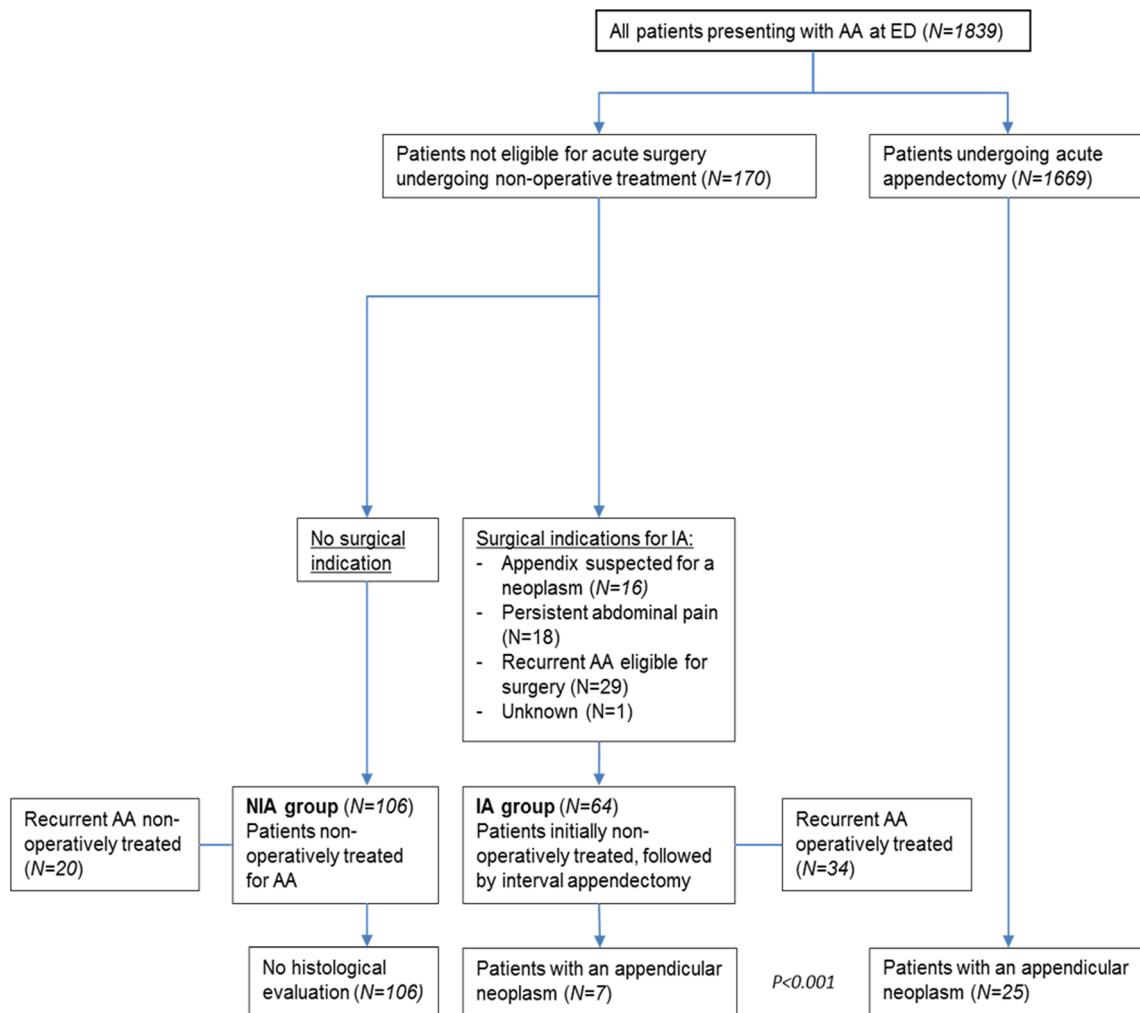 All patients presenting with AA at ED (N=1839)
Patients not eligible for acute surgery
undergoing non-operative treatment (N=170)
Patients undergoing acute
appendectomy (N=1669)
No surgical
indication
Surgical indications for IA:
- Appendix suspected for a
neoplasm (N=16)
- Persistent abdominal pain
(N=18)
- Recurrent AA eligible for
surgery (N=29)
- Unknown (N=1)
Recurrent AA non-
operatively treated
(N=20)
NIA group (N=106)
Patients non-
operatively treated
for AA
IA group (N=64)
Patients initially non-
operatively treated, followed
by interval appendectomy
Recurrent AA
operatively treated
(N=34)
No histological
evaluation (N=106)
Patients with an appendicular
neoplasm (N=7)
P<0.001
Patients with an appendicular
neoplasm (N=25)